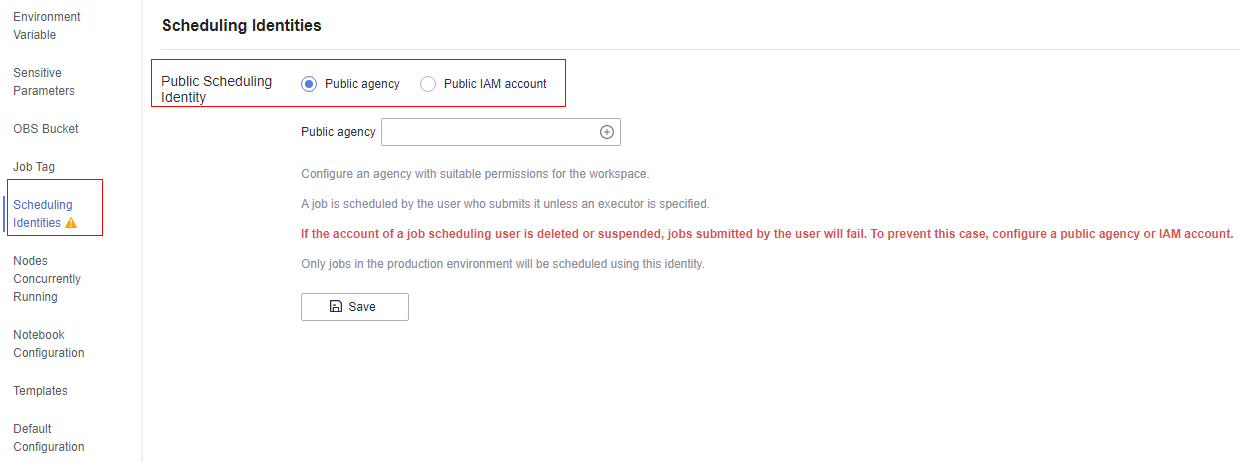 Environment
Variable
Sensitive
Parameters
OBS Bucket
Job Tag
Scheduling
Identities
Nodes
Concurrently
Running
Notebook
Configuration
Templates
Default
Configuration
Scheduling Identities
Public Scheduling
Identity
Public agency
Public IAM account
Public agency
Configure an agency with suitable permissions for the workspace.
A job is scheduled by the user who submits it unless an executor is specified.
If the account of a job scheduling user is deleted or suspended, jobs submitted by the user will fail. To prevent this case, configure a public agency or IAM account.
Only jobs in the production environment will be scheduled using this identity.
Save